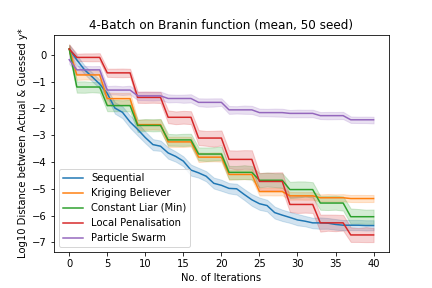 4-Batch on Branin function (mean, 50 seed)
Log10 Distance between Actual & Guessed y*
0
−1
−2
−3
−4
−5
−6
−7
Sequential
Kriging Believer
Constant Liar (Min)
Local Penalisation
Particle Swarm
0 5 10 15 20 25 30 35 40
No. of Iterations